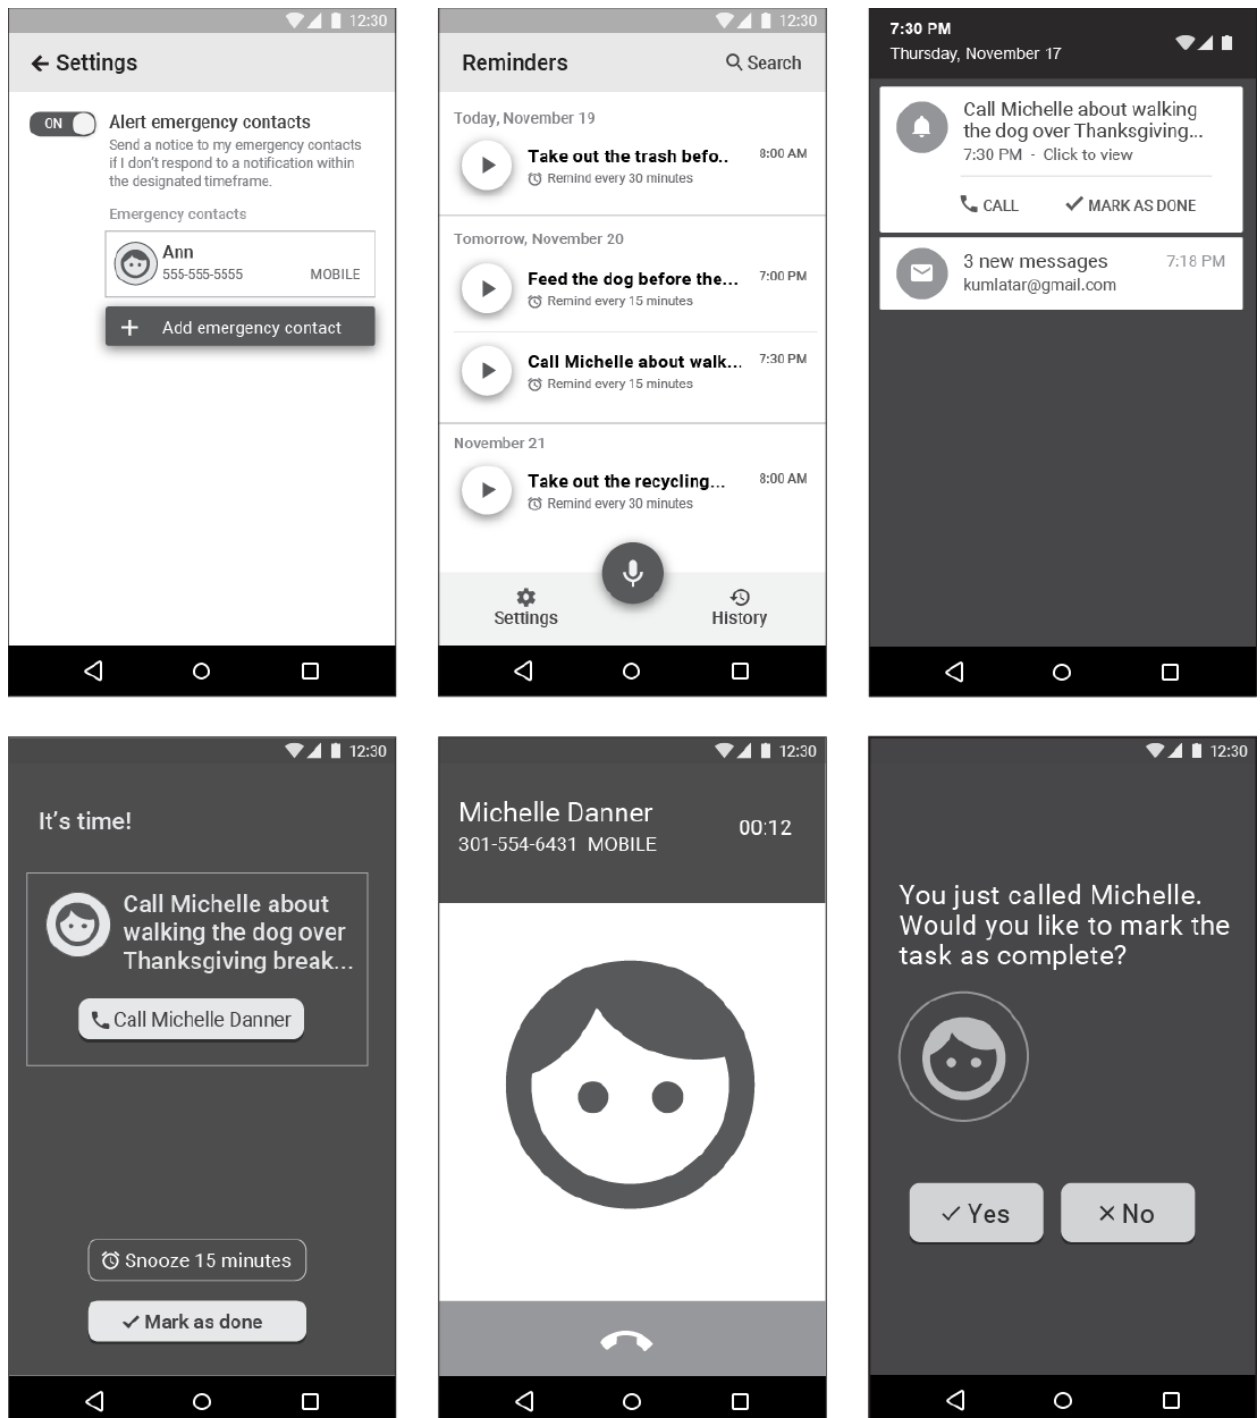 12:30
Settings
ON
Alert emergency contacts
Send a notice to my emergency contacts
if I don't respond to a notification within
the designated timeframe.
Emergency contacts
Ann
555-555-5555 MOBILE
Add emergency contact
12:30
Reminders Search
Today, November 19
Take out the trash befo.. 8:00 AM
Remind every 30 minutes
Tomorrow, November 20
Feed the dog before the... 7:00 PM
Remind every 15 minutes
Call Michelle about walk... 7:30 PM
Remind every 15 minutes
November 21
Take out the recycling... 8:00 AM
Remind every 30 minutes
Settings History
7:30 PM
Thursday, November 17
Call Michelle about walking
the dog over Thanksgiving...
7:30 PM - Click to view
CALL MARK AS DONE
3 new messages 7:18 PM
kumlatar@gmail.com
12:30
It's time!
Call Michelle about
walking the dog over
Thanksgiving break...
Call Michelle Danner
Snooze 15 minutes
Mark as done
12:30
Michelle Danner 00:12
301-554-6431 MOBILE
12:30
You just called Michelle.
Would you like to mark the
task as complete?
Yes No